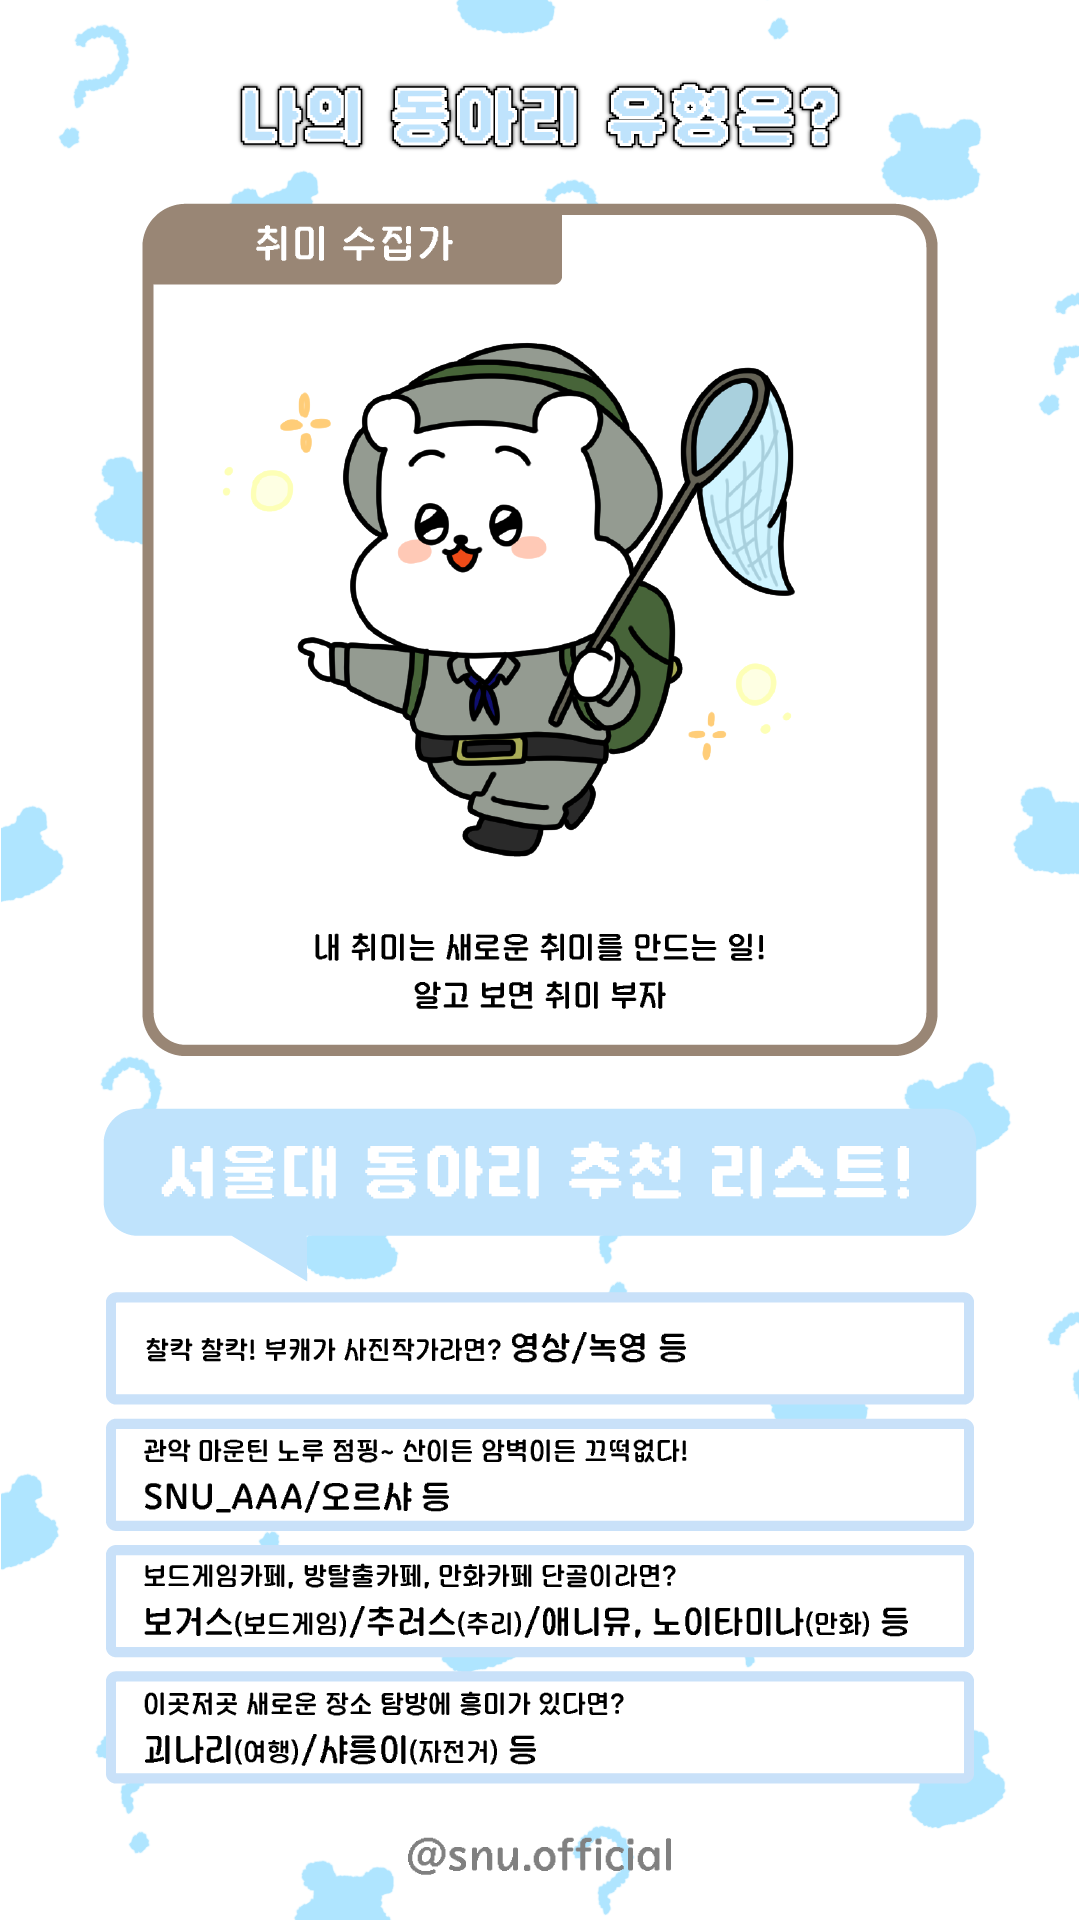 나의 동아리 유형은?
취미 수집가
내 취미는 새로운 취미를 만드는 일!
알고 보면 취미 부자
서울대 동아리 추천 리스트!
찰칵 찰칵! 부캐가 사진작가라면? 영상/녹영 등
관악 마운틴 노루 점핑~ 산이든 암벽이든 끄떡없다!
SNU_AAA/오르샤 등
보드게임카페, 방탈출카페, 만화카페 단골이라면?
보거스(보드게임)/추러스(추리)/애니뮤, 노이타미나(만화) 등
이곳저곳 새로운 장소 탐방에 흥미가 있다면?
괴나리(여행)/샤릉이(자전거) 등
@snu.official